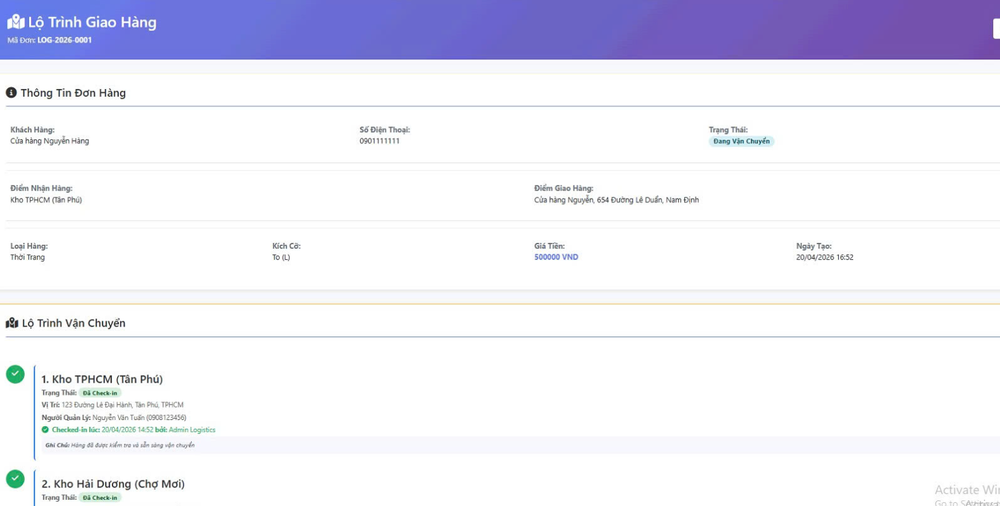 Lộ Trình Giao Hàng
Mã Đơn: LOG-2026-0001
Thông Tin Đơn Hàng
Khách Hàng:
Cửa hàng Nguyễn Hàng
Số Điện Thoại:
0901111111
Trạng Thái:
Đang Vận Chuyển
Điểm Nhận Hàng:
Kho TPHCM (Tân Phú)
Điểm Giao Hàng:
Cửa hàng Nguyễn, 654 Đường Lê Duẩn, Nam Định
Loại Hàng:
Thời Trang
Kích Cỡ:
To (L)
Giá Tiền:
500000 VND
Ngày Tạo:
20/04/2026 16:52
Lộ Trình Vận Chuyển
1. Kho TPHCM (Tân Phú)
Trạng Thái: Đã Check-in
Vị Trí: 123 Đường Lê Đại Hành, Tân Phú, TPHCM
Người Quản Lý: Nguyễn Văn Tuấn (0908123456)
Checked-in lúc: 20/04/2026 14:52 bởi: Admin Logistics
Ghi Chú: Hàng đã được kiểm tra và sẵn sàng vận chuyển
2. Kho Hải Dương (Chợ Mơi)
Trạng Thái: Đã Check-in
Activate Win
Go to